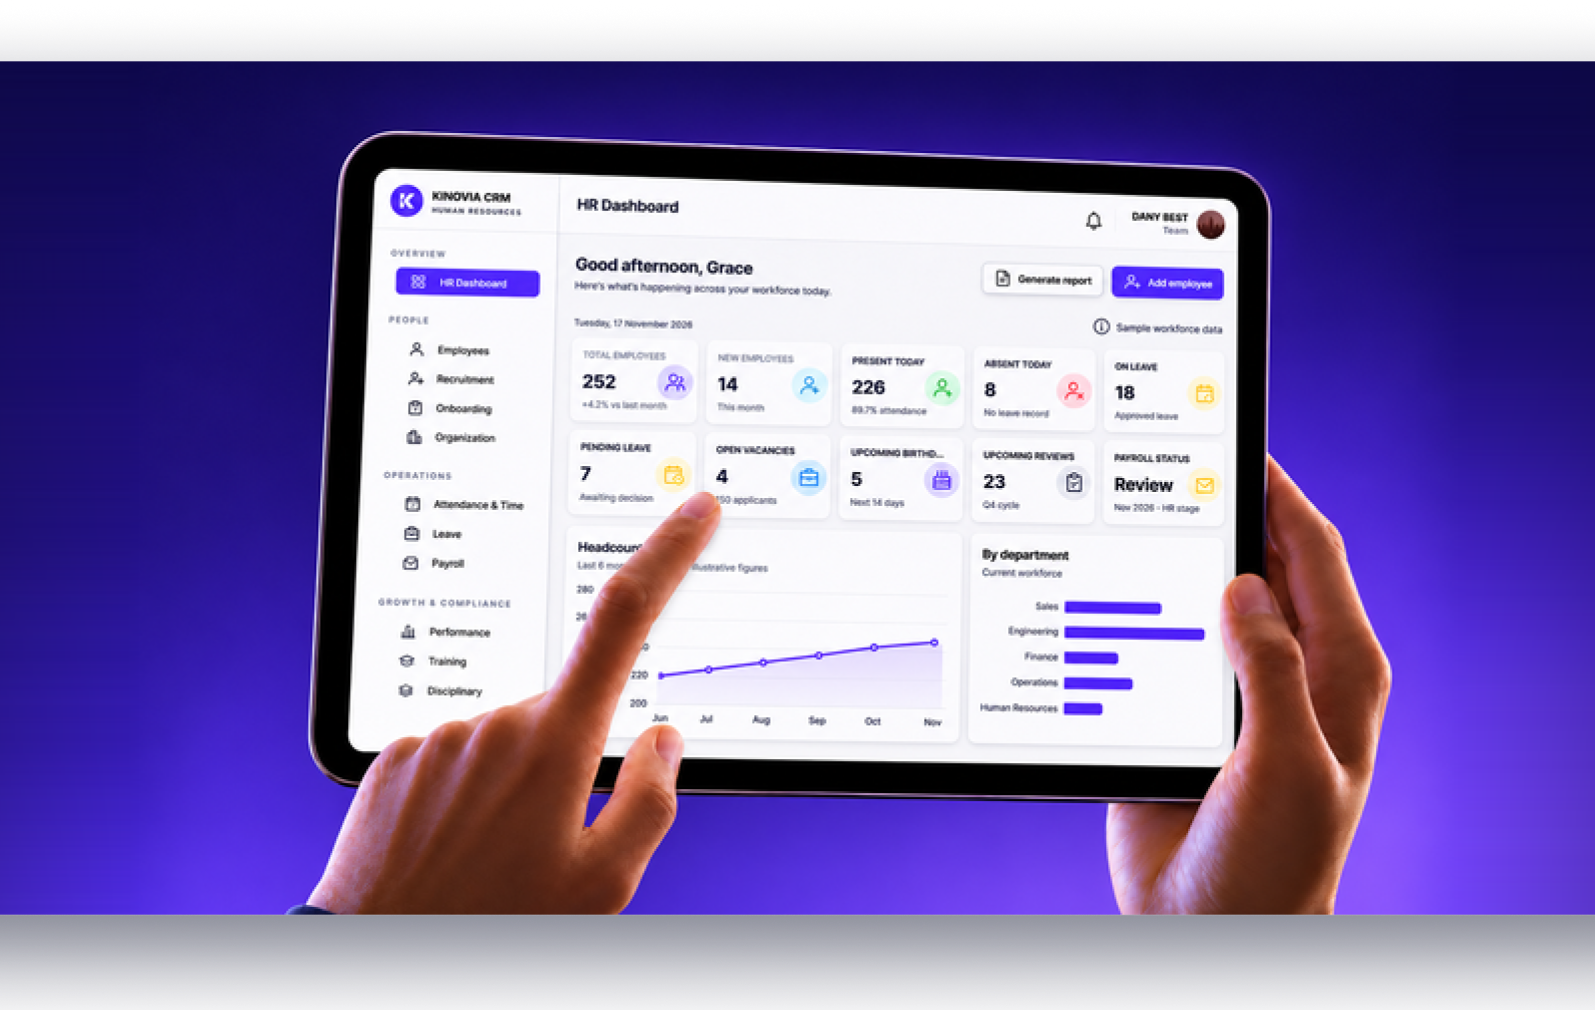 KINOVIA CRM
HUMAN RESOURCES
HR Dashboard
DANY BEST
Team
OVERVIEW
HR Dashboard
PEOPLE
Employees
Recruitment
Onboarding
Organization
OPERATIONS
Attendance & Time
Leave
Payroll
GROWTH & COMPLIANCE
Performance
Training
Disciplinary
Good afternoon, Grace
Here's what's happening across your workforce today.
Generate report
Add employee
Tuesday, 17 November 2026
Sample workforce data
TOTAL EMPLOYEES
252
+4.2% vs last month
NEW EMPLOYEES
14
This month
PRESENT TODAY
226
89.7% attendance
ABSENT TODAY
8
No leave record
ON LEAVE
18
Approved leave
PENDING LEAVE
7
Awaiting decision
OPEN VACANCIES
4
150 applicants
UPCOMING BIRTHD...
5
Next 14 days
UPCOMING REVIEWS
23
Q4 cycle
PAYROLL STATUS
Review
Nov 2026 - HR stage
Headcoun
Last 6 mo
figures
280
220
200
Jun Jul Aug Sep Oct Nov
By department
Current workforce
Sales
Engineering
Finance
Operations
Human Resources